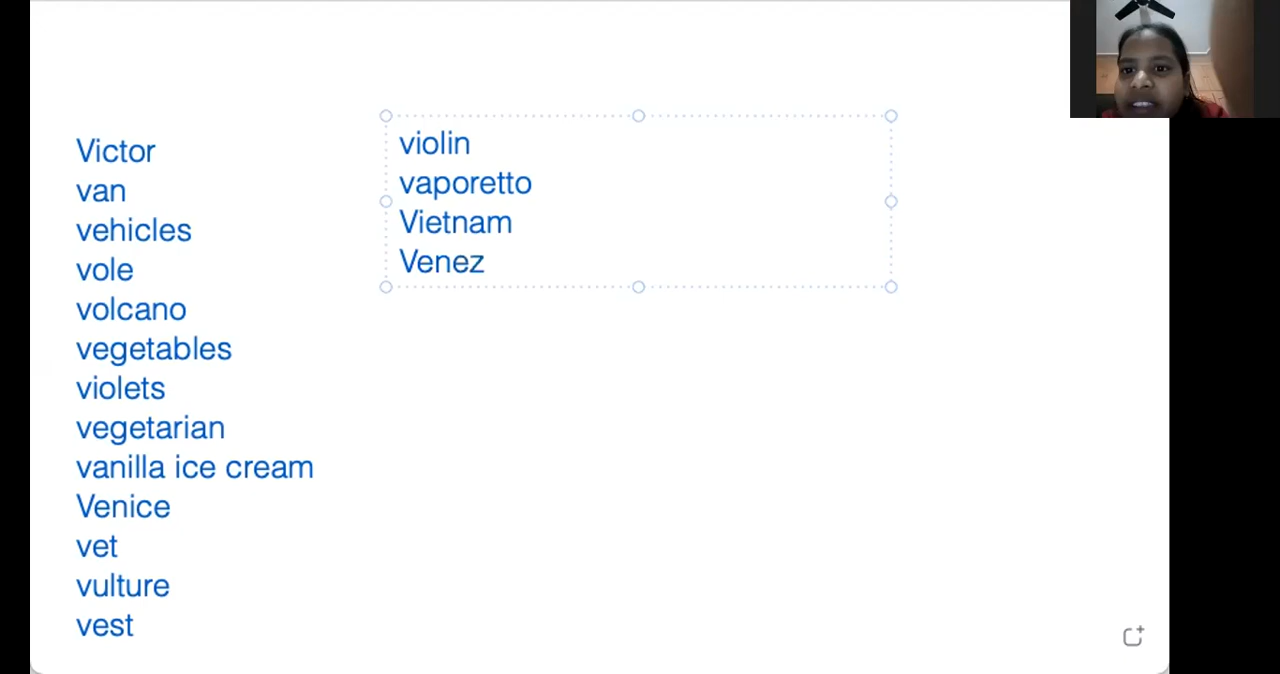 Victor
van
vehicles
vole
volcano
vegetables
violets
vegetarian
vanilla ice cream
Venice
vet
vulture
vest
violin
vaporetto
Vietnam
Venez